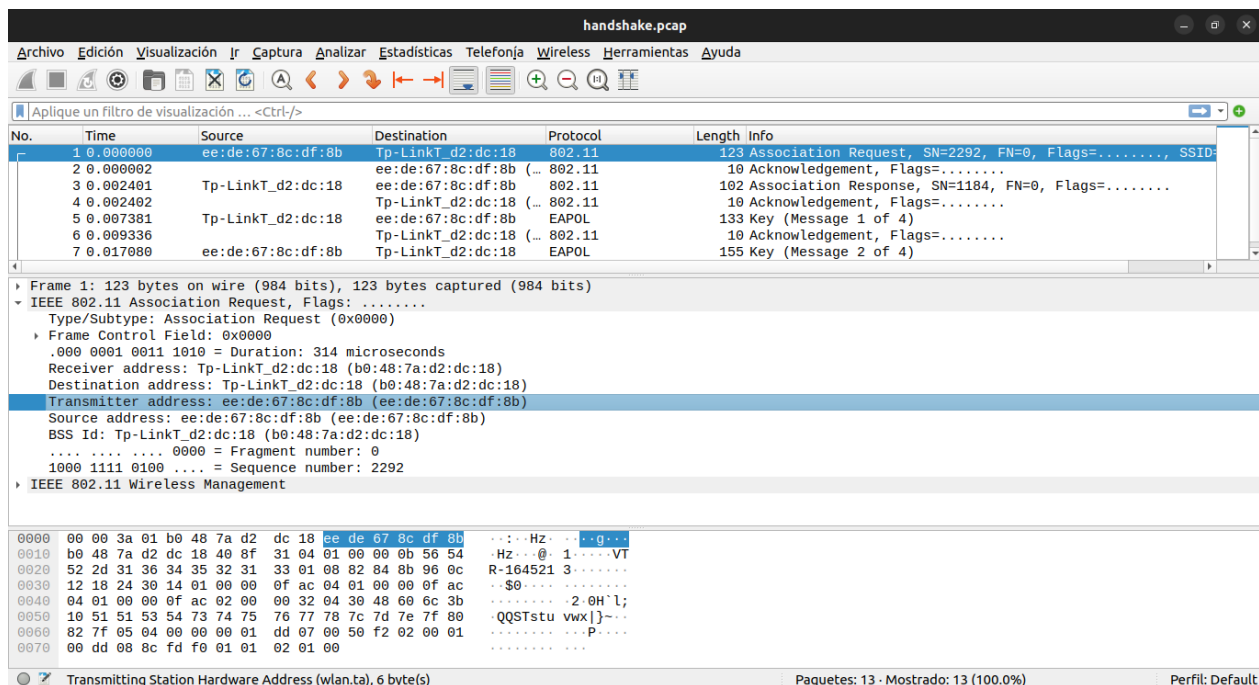 handshake.pcap
Archivo Edición Visualización Ir Captura Analizar Estadísticas Telefonía Wireless Herramientas Ayuda
Aplique un filtro de visualización … <Ctrl-/>
No. Time Source Destination Protocol Length Info
1 0.000000 ee:de:67:8c:df:8b Tp-LinkT_d2:dc:18 802.11 123 Association Request, SN=2292, FN=0, Flags=........, SSID=
2 0.000002 ee:de:67:8c:df:8b (… 802.11 10 Acknowledgement, Flags=........
3 0.002401 Tp-LinkT_d2:dc:18 ee:de:67:8c:df:8b 802.11 102 Association Response, SN=1184, FN=0, Flags=........
4 0.002402 Tp-LinkT_d2:dc:18 (… 802.11 10 Acknowledgement, Flags=........
5 0.007381 Tp-LinkT_d2:dc:18 ee:de:67:8c:df:8b EAPOL 133 Key (Message 1 of 4)
6 0.009336 Tp-LinkT_d2:dc:18 (… 802.11 10 Acknowledgement, Flags=........
7 0.017080 ee:de:67:8c:df:8b Tp-LinkT_d2:dc:18 EAPOL 155 Key (Message 2 of 4)
Frame 1: 123 bytes on wire (984 bits), 123 bytes captured (984 bits)
IEEE 802.11 Association Request, Flags: ........
Type/Subtype: Association Request (0x0000)
Frame Control Field: 0x0000
.000 0001 0011 1010 = Duration: 314 microseconds
Receiver address: Tp-LinkT_d2:dc:18 (b0:48:7a:d2:dc:18)
Destination address: Tp-LinkT_d2:dc:18 (b0:48:7a:d2:dc:18)
Transmitter address: ee:de:67:8c:df:8b (ee:de:67:8c:df:8b)
Source address: ee:de:67:8c:df:8b (ee:de:67:8c:df:8b)
BSS Id: Tp-LinkT_d2:dc:18 (b0:48:7a:d2:dc:18)
.... .... .... 0000 = Fragment number: 0
1000 1111 0100 .... = Sequence number: 2292
IEEE 802.11 Wireless Management
0000 00 00 3a 01 b0 48 7a d2 dc 18 ee de 67 8c df 8b ··:··Hz· ····g···
0010 b0 48 7a d2 dc 18 40 8f 31 04 01 00 00 0b 56 54 ·Hz···@· 1·····VT
0020 52 2d 31 36 34 35 32 31 33 01 08 82 84 8b 96 0c R-164521 3·······
0030 12 18 24 30 14 01 00 00 0f ac 04 01 00 00 0f ac ··$0···· ········
0040 04 01 00 00 0f ac 02 00 00 32 04 30 48 60 6c 3b ········ ·2·0H`l;
0050 10 51 51 53 54 73 74 75 76 77 78 7c 7d 7e 7f 80 ·QQSTstu vwx|}~··
0060 82 7f 05 04 00 00 00 01 dd 07 00 50 f2 02 00 01 ········ ···P····
0070 00 dd 08 8c fd f0 01 01 02 01 00 ········ ···
Transmitting Station Hardware Address (wlan.ta), 6 byte(s) Paquetes: 13 · Mostrado: 13 (100.0%) Perfil: Default